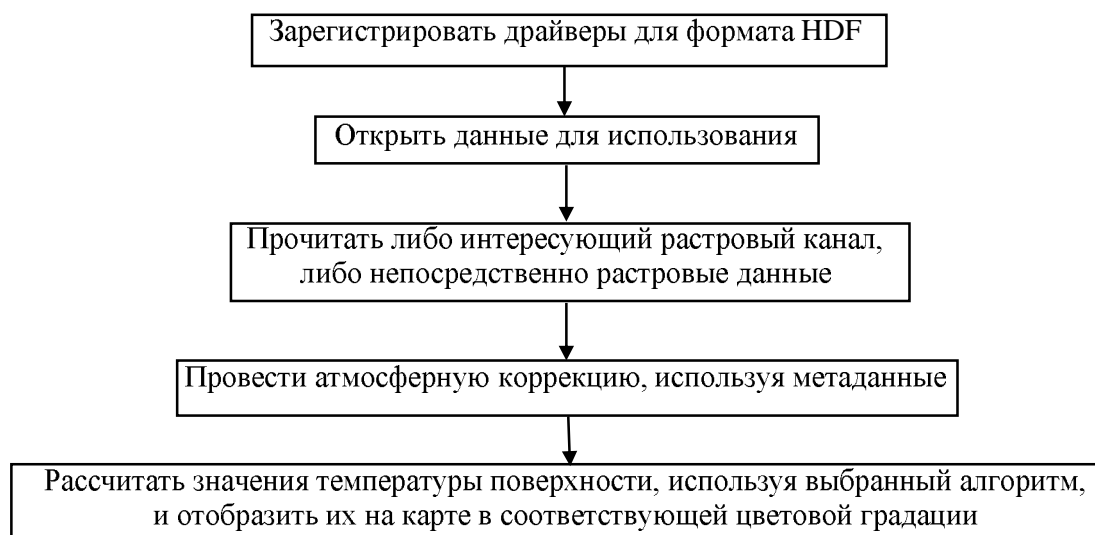 Зарегистрировать драйверы для формата HDF
Открыть данные для использования
Прочитать либо интересующий растровый канал,
либо непосредственно растровые данные
Провести атмосферную коррекцию, используя метаданные
Рассчитать значения температуры поверхности, используя выбранный алгоритм,
и отобразить их на карте в соответствующей цветовой градации